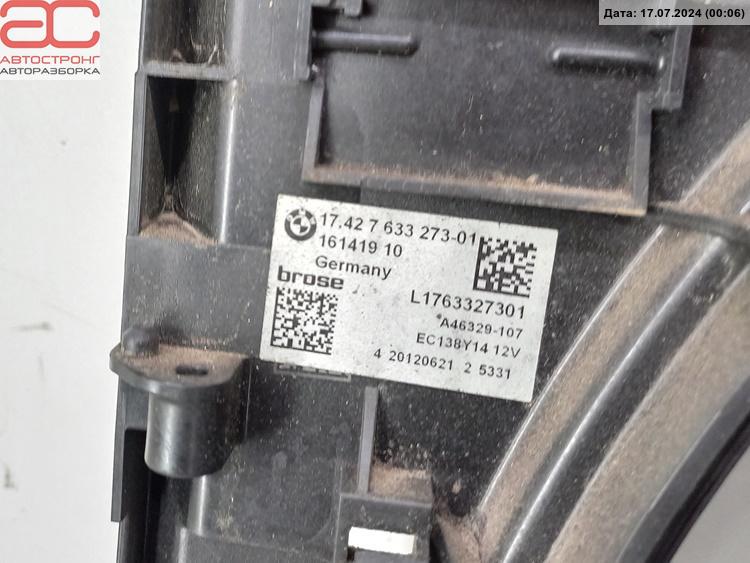 АВТОСТРОНГ
АВТОРАЗБОРКА
Дата: 17.07.2024 (00:06)
17.42 7 633 273-01
161419 10
Germany
brose
L1763327301
A46329-107
EC138Y14 12V
4 20120621 2 5331